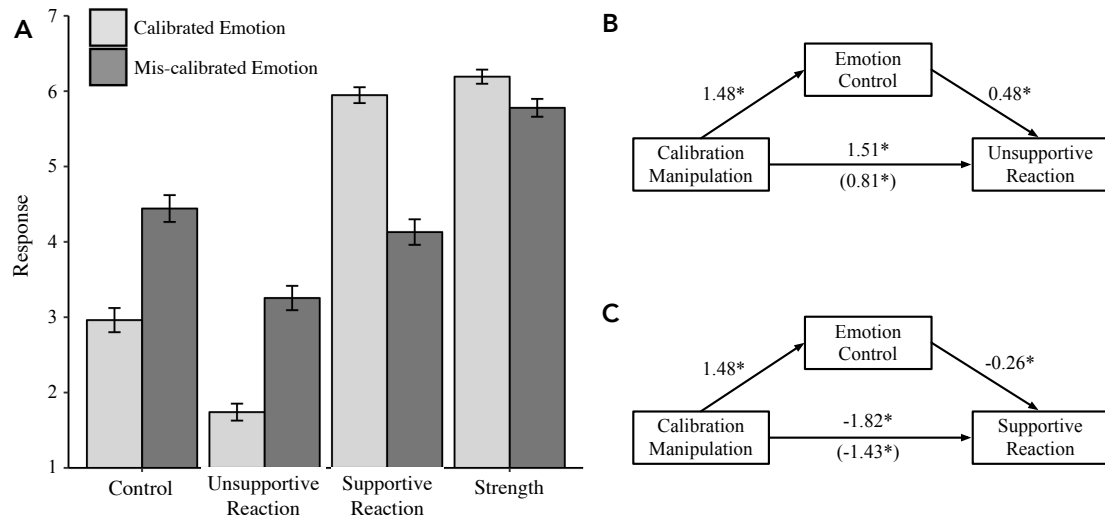 A
7
6
5
4
3
2
1
Response
Calibrated Emotion
Mis-calibrated Emotion
Control
Unsupportive
Reaction
Supportive
Reaction
Strength
B
Emotion
Control
1.48*
0.48*
Calibration
Manipulation
1.51*
(0.81*)
Unsupportive
Reaction
C
Emotion
Control
1.48*
-0.26*
Calibration
Manipulation
-1.82*
(-1.43*)
Supportive
Reaction